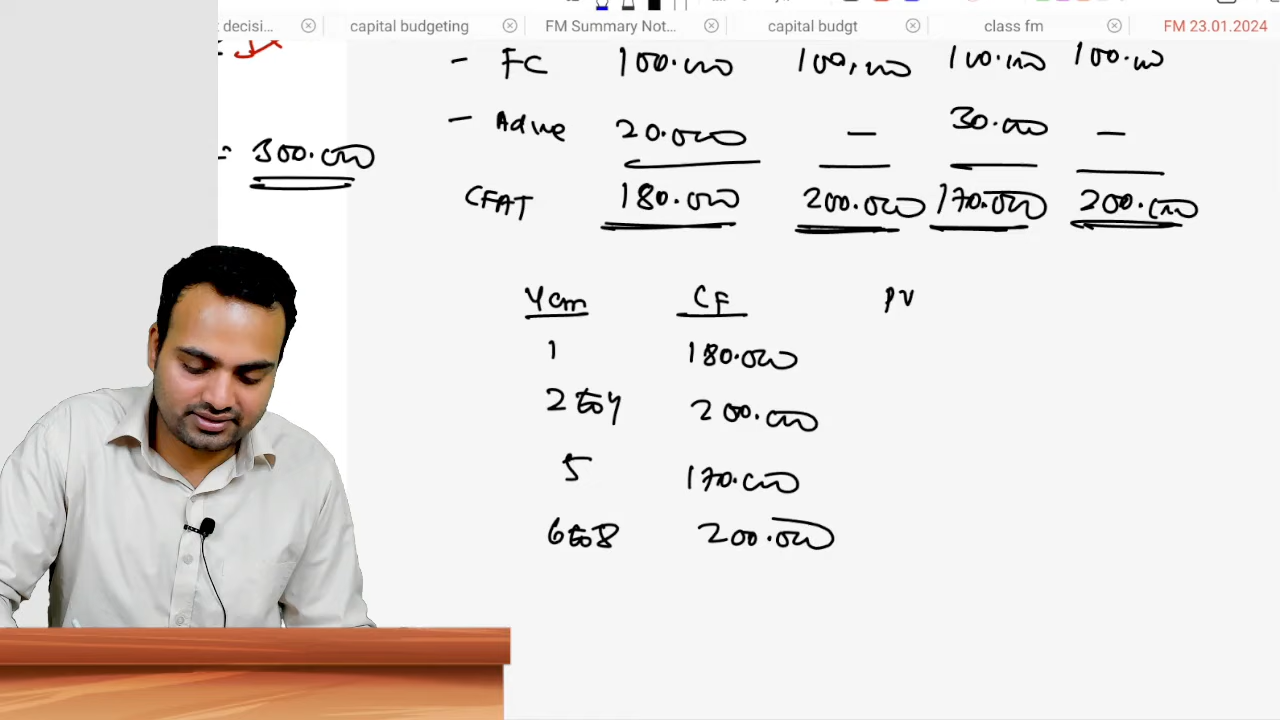 decisi... capital budgeting FM Summary Not... capital budgt class fm FM 23.01.2024
- FC 100.000 100,000 100.000 100.000
- Adve 20.000 — 30.000 —
= 300.000
CFAT 180.000 200.000 170.000 200.000
Year CF PV
1 180.000
2 to 4 200.000
5 170.000
6 to 8 200.000